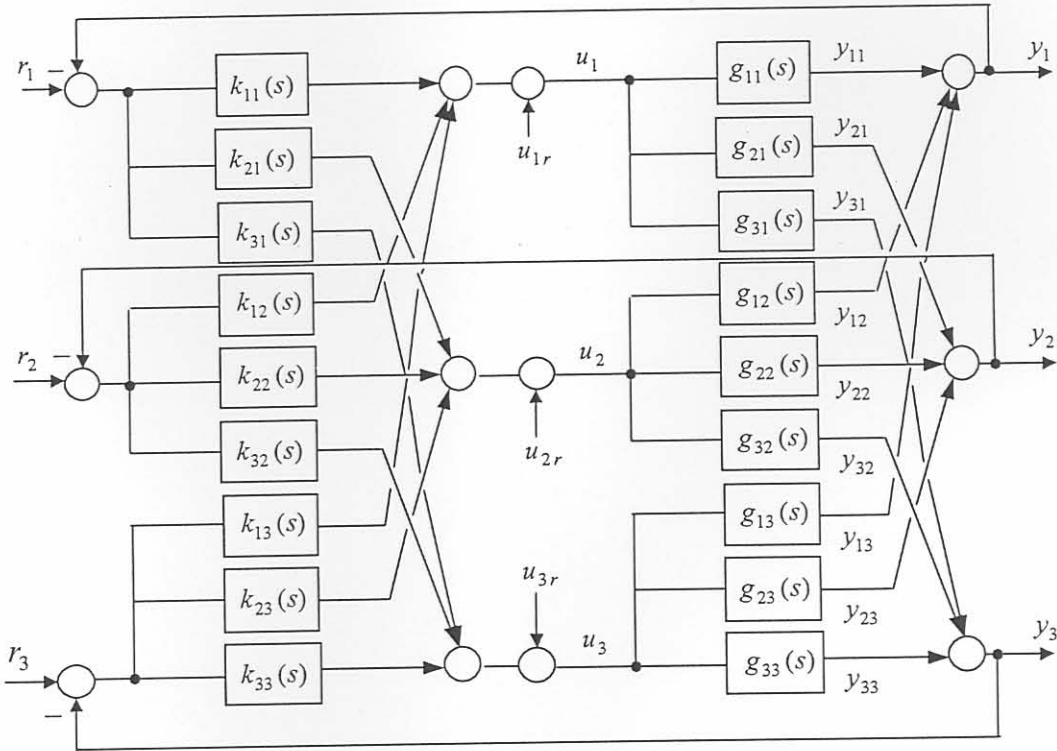 r₁ − k₁₁(s) u₁ g₁₁(s) y₁₁ y₁
k₂₁(s) u₁ᵣ g₂₁(s) y₂₁
k₃₁(s) g₃₁(s) y₃₁
k₁₂(s) g₁₂(s) y₁₂
r₂ − k₂₂(s) u₂ g₂₂(s) y₂₂ y₂
k₃₂(s) u₂ᵣ g₃₂(s) y₃₂
k₁₃(s) g₁₃(s) y₁₃
k₂₃(s) u₃ᵣ g₂₃(s) y₂₃
r₃ − k₃₃(s) u₃ g₃₃(s) y₃₃ y₃